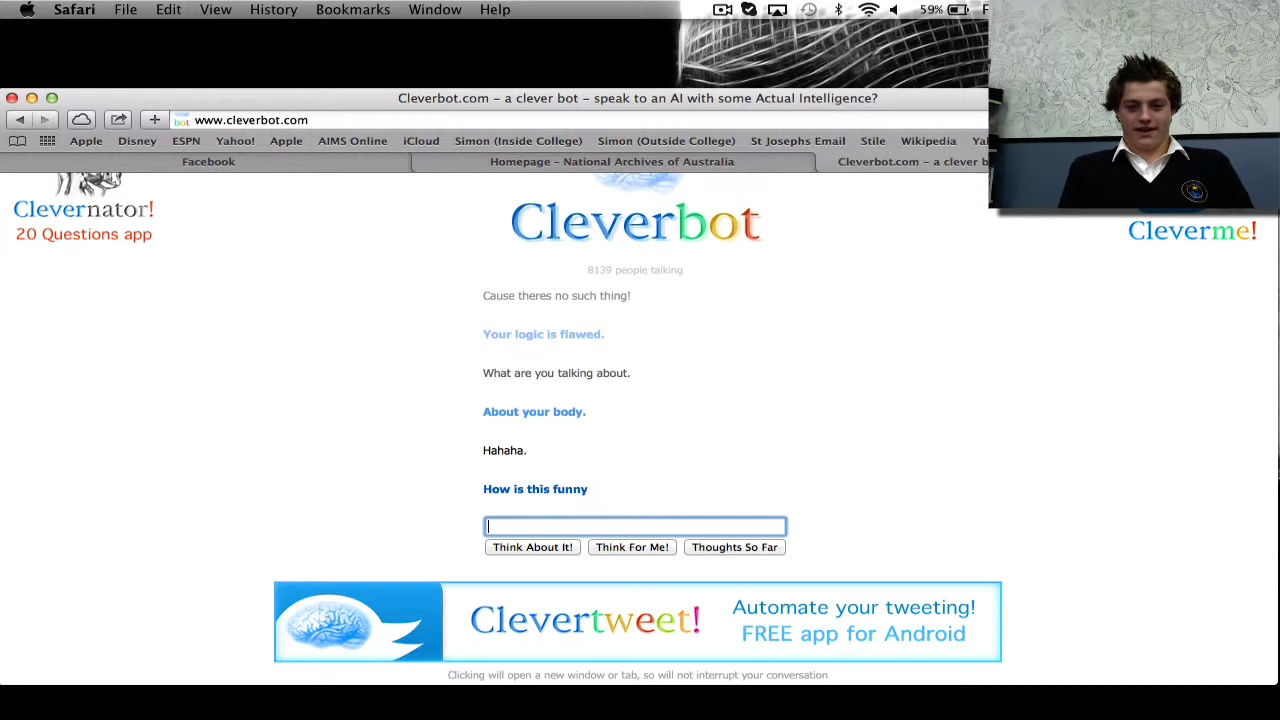 Safari File Edit View History Bookmarks Window Help 59% F
Cleverbot.com – a clever bot – speak to an AI with some Actual Intelligence?
www.cleverbot.com
Apple Disney ESPN Yahoo! Apple AIMS Online iCloud Simon (Inside College) Simon (Outside College) St Josephs Email Stile Wikipedia Ya
Facebook Homepage – National Archives of Australia Cleverbot.com – a clever b
Clevernator!
20 Questions app
Cleverbot
Cleverme!
8139 people talking
Cause theres no such thing!
Your logic is flawed.
What are you talking about.
About your body.
Hahaha.
How is this funny
Think About It! Think For Me! Thoughts So Far
Clevertweet! Automate your tweeting!
FREE app for Android
Clicking will open a new window or tab, so will not interrupt your conversation